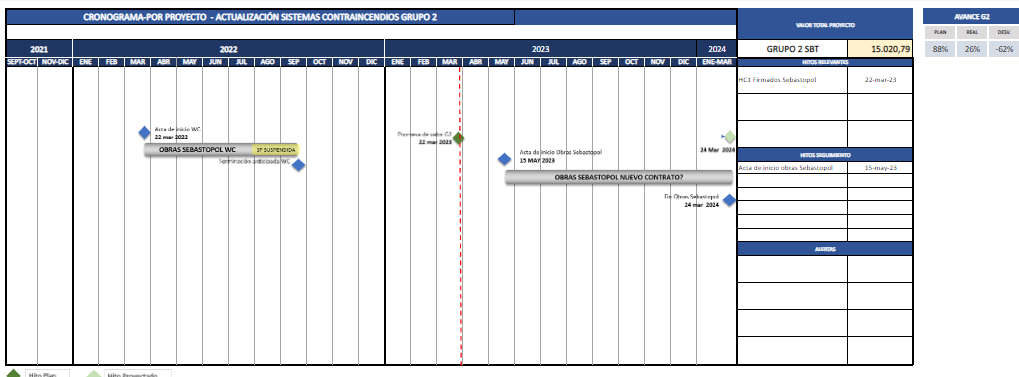 CRONOGRAMA-POR PROYECTO - ACTUALIZACIÓN SISTEMAS CONTRAINCENDIOS GRUPO 2
VALOR TOTAL PROYECTO
AVANCE G2
PLAN REAL DESV.
88% 26% -62%
2021 2022 2023 2024
GRUPO 2 SBT 15.020,79
SEPT-OCT NOV-DIC ENE FEB MAR ABR MAY JUN JUL AGO SEP OCT NOV DIC ENE FEB MAR ABR MAY JUN JUL AGO SEP OCT NOV DIC ENE-MAR
HITOS RELEVANTES
HC1 Firmados Sebastopol 22-mar-23
Acta de inicio WC
22 mar 2022
OBRAS SEBASTOPOL WC
SP SUSPENDIDA
Terminación anticipada WC
Promesa de valor G2
22 mar 2023
24 Mar 2024
Acta de inicio Obras Sebastopol
15 MAY 2023
OBRAS SEBASTOPOL NUEVO CONTRATO?
Fin Obras Sebastopol
24 mar 2024
HITOS SEGUIMIENTO
Acta de inicio obras Sebastopol 15-may-23
ALERTAS
Hito Plan
Hito Proyectado